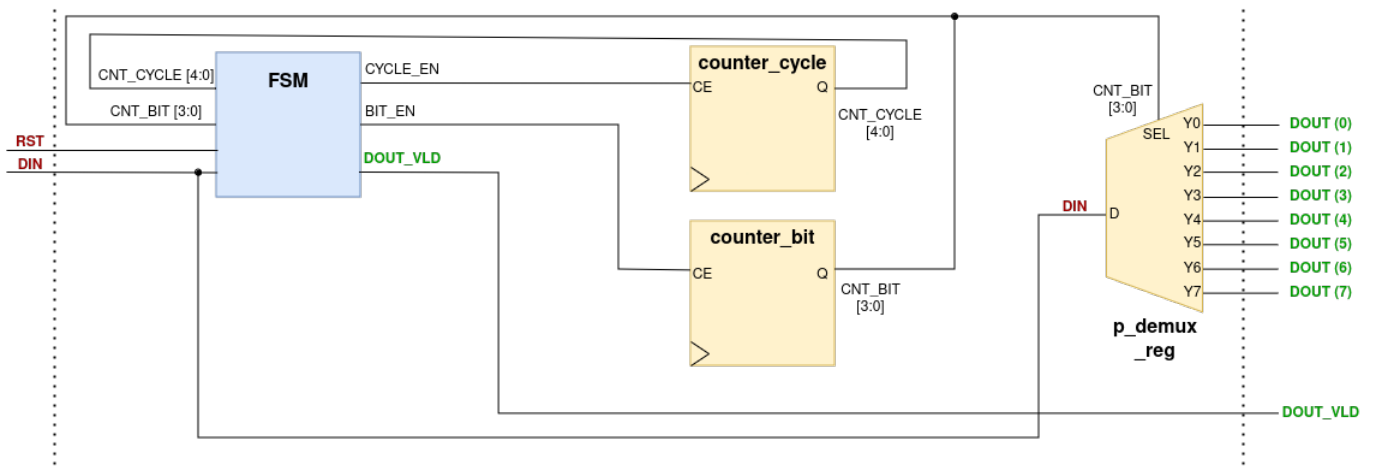 counter_cycle
FSM
CYCLE_EN
CNT_CYCLE [4:0]
CE
Q
CNT_BIT
[3:0]
CNT_BIT [3:0]
BIT_EN
CNT_CYCLE
[4:0]
SEL
Y0
DOUT (0)
RST
Y1
DOUT (1)
DIN
DOUT_VLD
Y2
DOUT (2)
Y3
DOUT (3)
DIN
D
Y4
DOUT (4)
counter_bit
Y5
DOUT (5)
CE
Q
Y6
DOUT (6)
CNT_BIT
[3:0]
Y7
DOUT (7)
p_demux
_reg
DOUT_VLD